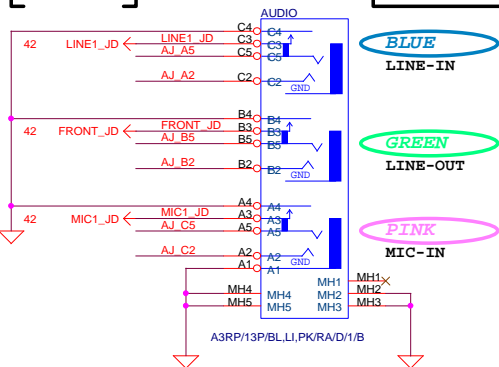 AUDIO
C4 C4
42 LINE1_JD LINE1_JD C3 C3
AJ_A5 C5 C5
AJ_A2 C2 C2
GND
BLUE
LINE-IN
B4 B4
42 FRONT_JD FRONT_JD B3 B3
AJ_B5 B5 B5
AJ_B2 B2 B2
GND
GREEN
LINE-OUT
A4 A4
42 MIC1_JD MIC1_JD A3 A3
AJ_C5 A5 A5
AJ_C2 A2 A2
GND
A1 A1
PINK
MIC-IN
MH1 MH1
MH4 MH4 MH2 MH2
MH5 MH5 MH3 MH3
A3RP/13P/BL,LI,PK/RA/D/1/B